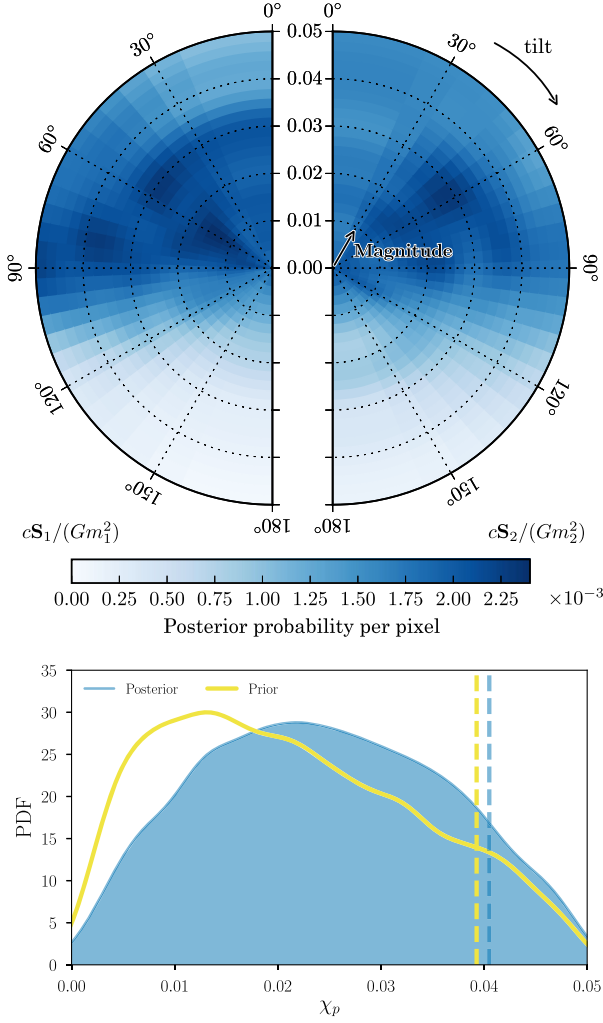 0° 0.05 0°
30° 30° tilt
0.04
60° 60°
0.03
0.02
0.01
Magnitude
90° 0.00 90°
120° 120°
150° 150°
180° 180°
cS₁/(Gm₁²) cS₂/(Gm₂²)
0.00 0.25 0.50 0.75 1.00 1.25 1.50 1.75 2.00 2.25 ×10⁻³
Posterior probability per pixel
35
Posterior Prior
30
25
20
PDF
15
10
5
0
0.00 0.01 0.02 0.03 0.04 0.05
χₚ